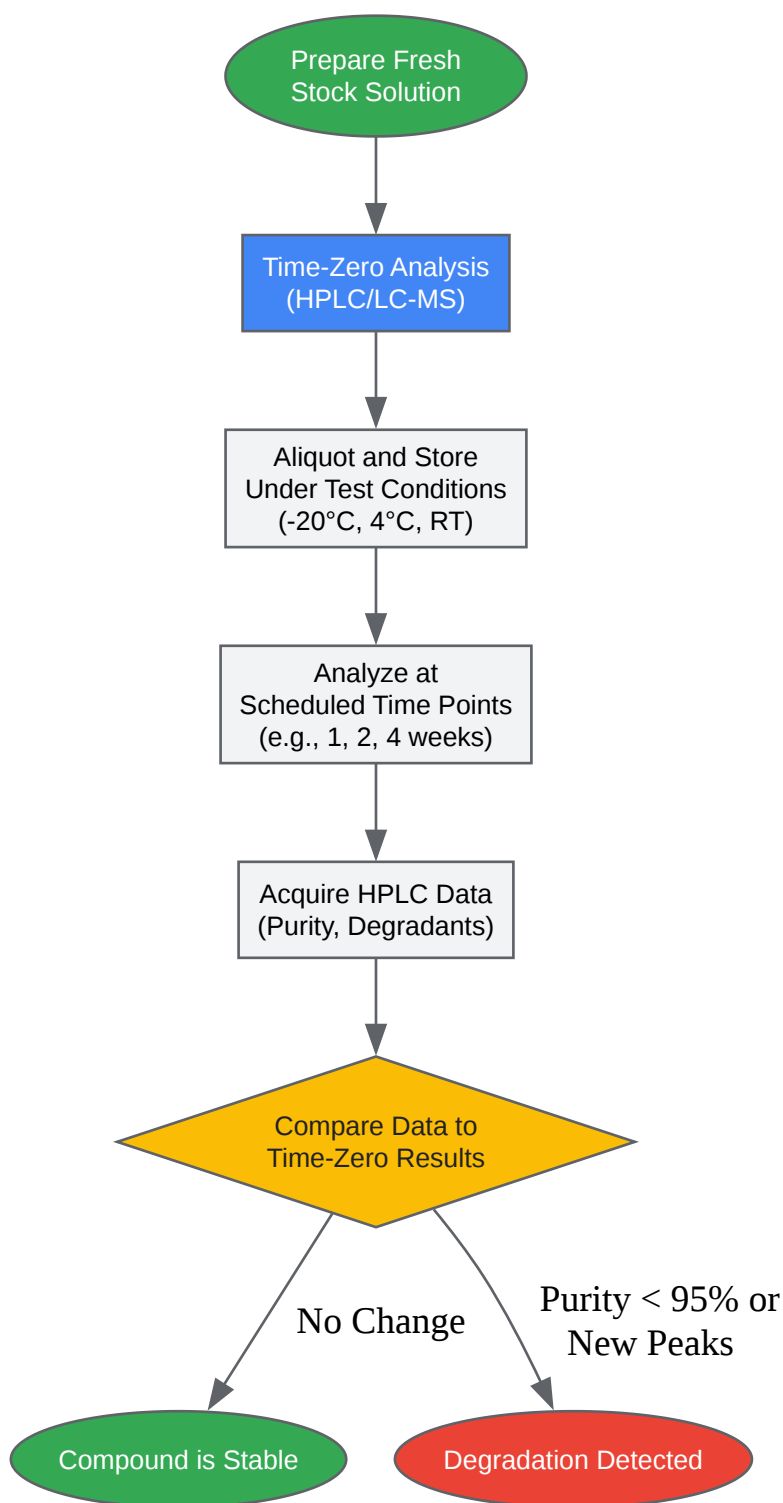 Prepare Fresh
Stock Solution
Time-Zero Analysis
(HPLC/LC-MS)
Aliquot and Store
Under Test Conditions
(-20°C, 4°C, RT)
Analyze at
Scheduled Time Points
(e.g., 1, 2, 4 weeks)
Acquire HPLC Data
(Purity, Degradants)
Compare Data to
Time-Zero Results
No Change
Purity < 95% or
New Peaks
Compound is Stable
Degradation Detected